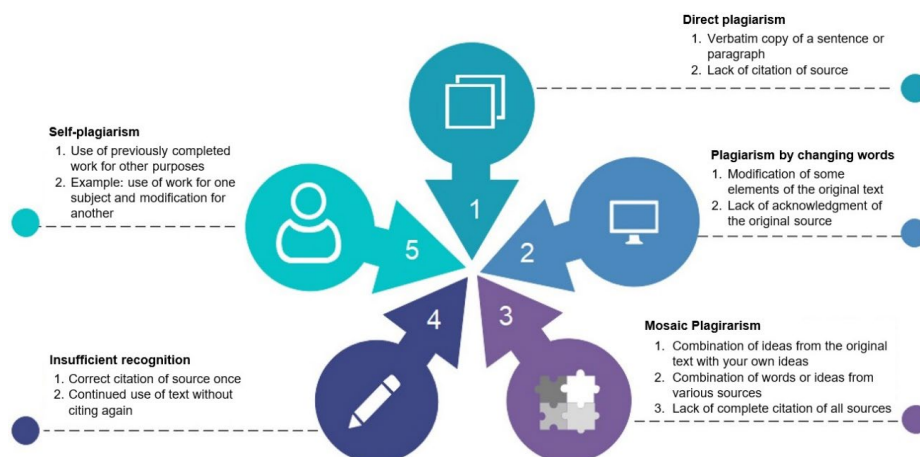 Direct plagiarism
1. Verbatim copy of a sentence or
paragraph
2. Lack of citation of source
Self-plagiarism
1. Use of previously completed
work for other purposes
2. Example: use of work for one
subject and modification for
another
Plagiarism by changing words
1. Modification of some
elements of the original text
2. Lack of acknowledgment of
the original source
1
2
3
4
5
Insufficient recognition
1. Correct citation of source once
2. Continued use of text without
citing again
Mosaic Plagirarism
1. Combination of ideas from the original
text with your own ideas
2. Combination of words or ideas from
various sources
3. Lack of complete citation of all sources